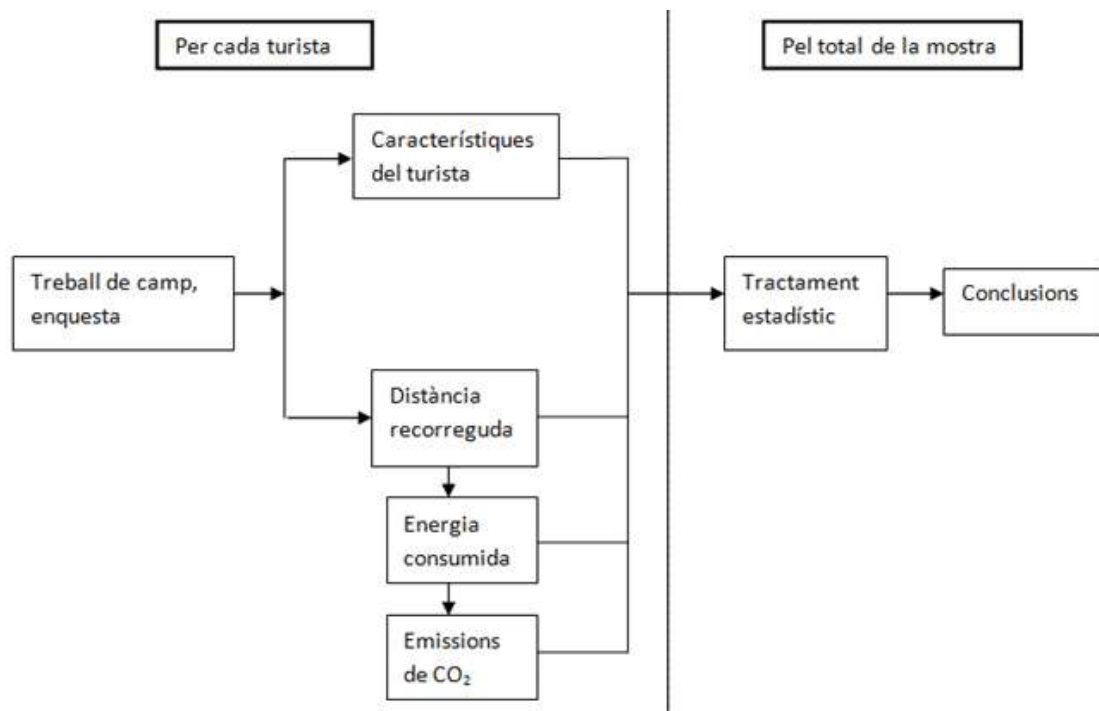 Per cada turista
Pel total de la mostra
Característiques
del turista
Treball de camp,
enquesta
Tractament
estadístic
Conclusions
Distància
recorreguda
Energia
consumida
Emissions
de CO₂